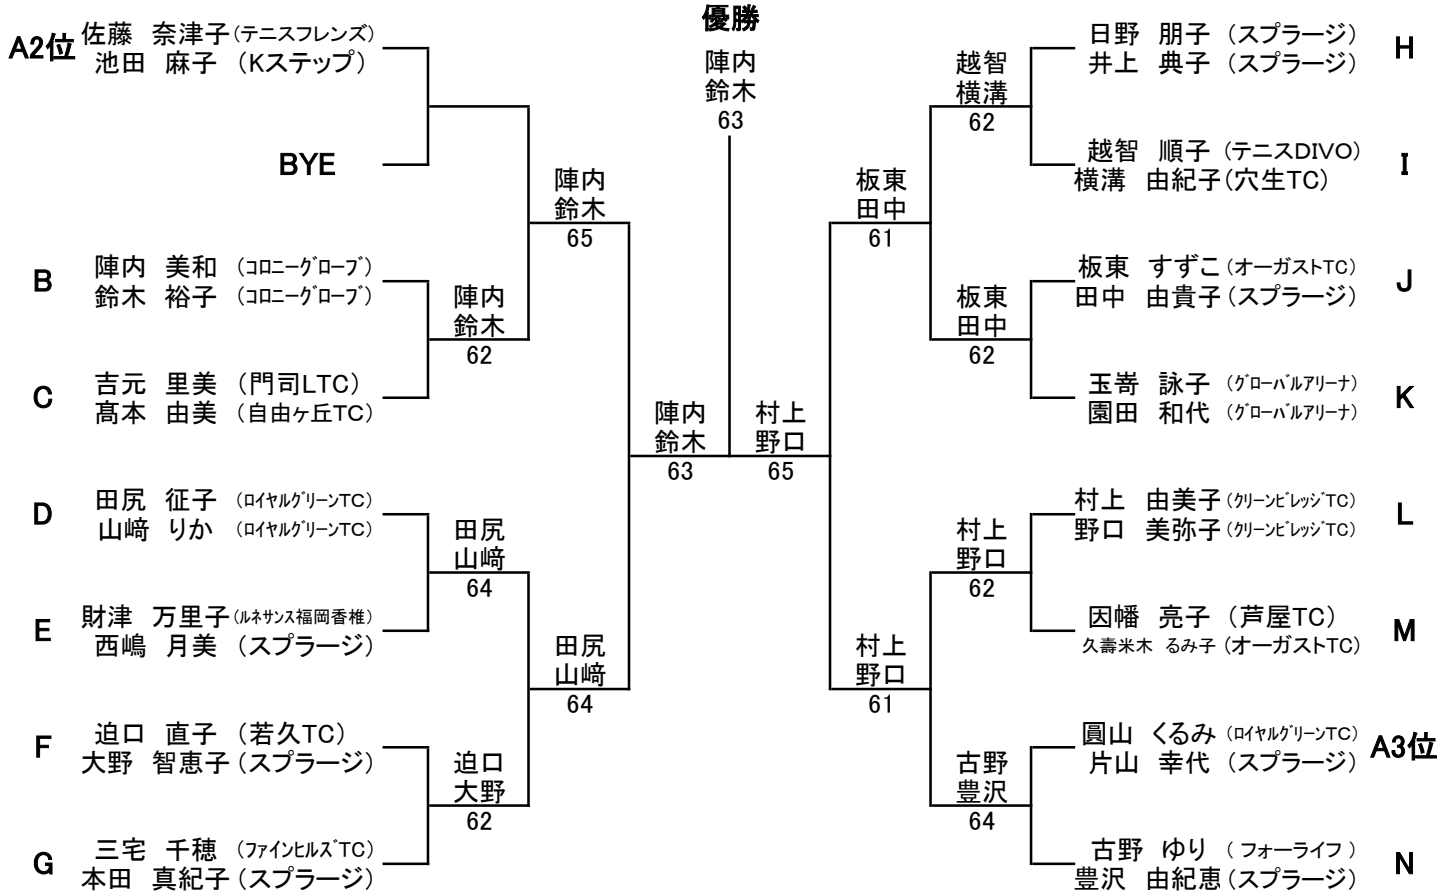 優勝
陣内
鈴木
63
A2位
佐藤　奈津子(テニスフレンズ)
池田　麻子　(Kステップ)
BYE
陣内
鈴木
65
B
陣内　美和　(ｺﾛﾆｰｸﾞﾛｰﾌﾞ)
鈴木　裕子　(ｺﾛﾆｰｸﾞﾛｰﾌﾞ)
陣内
鈴木
62
C
吉元　里美　(門司LTC)
髙本　由美　(自由ヶ丘TC)
陣内
鈴木
63
D
田尻　征子　(ﾛｲﾔﾙｸﾞﾘｰﾝTC)
山﨑　りか　(ﾛｲﾔﾙｸﾞﾘｰﾝTC)
田尻
山﨑
64
E
財津　万里子(ﾙﾈｻﾝｽ福岡香椎)
西嶋　月美　(スプラージ)
田尻
山﨑
64
F
迫口　直子　(若久TC)
大野　智恵子(スプラージ)
迫口
大野
62
G
三宅　千穂　(ﾌｧｲﾝﾋﾙｽﾞTC)
本田　真紀子(スプラージ)
日野　朋子　(スプラージ)
井上　典子　(スプラージ)
H
越智
横溝
62
越智　順子　(テニスDIVO)
横溝　由紀子(穴生TC)
I
板東
田中
61
板東　すずこ(オーガストTC)
田中　由貴子(スプラージ)
J
板東
田中
62
玉嵜　詠子　(ｸﾞﾛｰﾊﾞﾙアリーナ)
園田　和代　(ｸﾞﾛｰﾊﾞﾙアリーナ)
K
村上
野口
65
村上　由美子(ｸﾘｰﾝﾋﾞﾚｯｼﾞTC)
野口　美弥子(ｸﾘｰﾝﾋﾞﾚｯｼﾞTC)
L
村上
野口
62
因幡　亮子　(芦屋TC)
久壽米木　るみ子(オーガストTC)
M
村上
野口
61
圓山　くるみ(ﾛｲﾔﾙｸﾞﾘｰﾝTC)
片山　幸代　(スプラージ)
A3位
古野
豊沢
64
古野　ゆり　(フォーライフ)
豊沢　由紀恵(スプラージ)
N